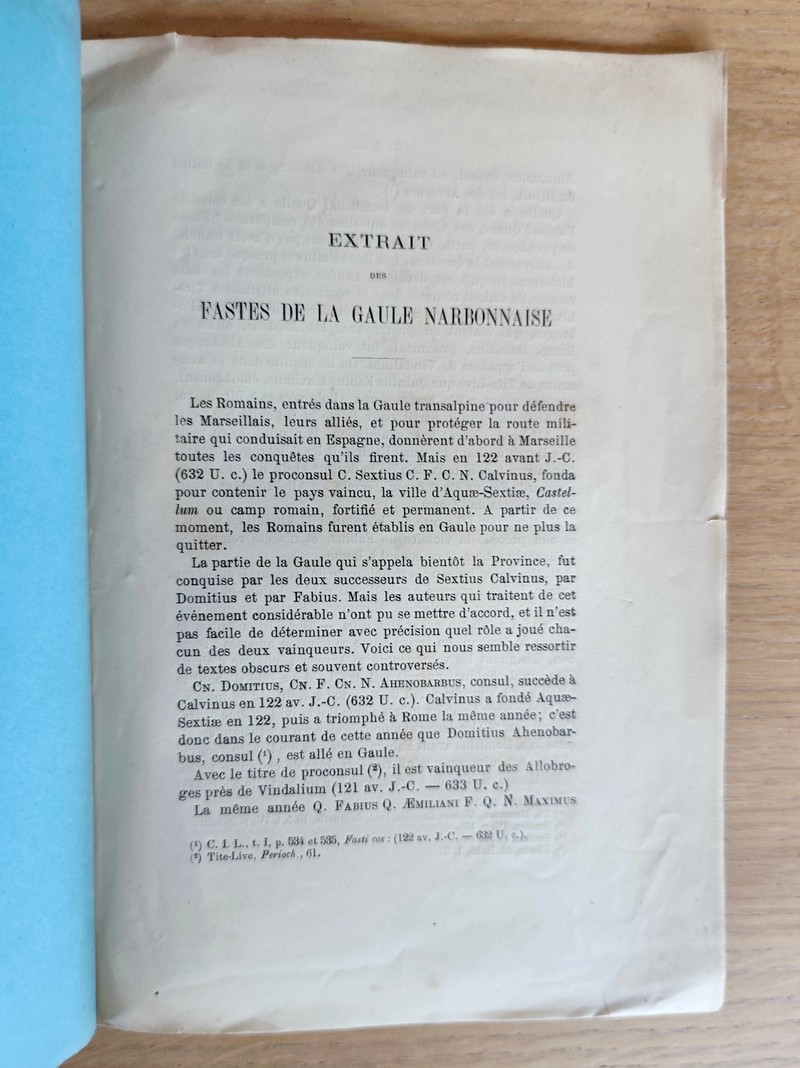 EXTRAIT
DES
FASTES DE LA GAULE NARBONNAISE
Les Romains, entrés dans la Gaule transalpine pour défendre
les Marseillais, leurs alliés, et pour protéger la route mili-
taire qui conduisait en Espagne, donnèrent d'abord à Marseille
toutes les conquêtes qu'ils firent. Mais en 122 avant J.-C.
(632 U. c.) le proconsul C. Sextius C. F. C. N. Calvinus, fonda
pour contenir le pays vaincu, la ville d'Aquæ-Sextiæ, Castel-
lum ou camp romain, fortifié et permanent. A partir de ce
moment, les Romains furent établis en Gaule pour ne plus la
quitter.
La partie de la Gaule qui s'appela bientôt la Province, fut
conquise par les deux successeurs de Sextius Calvinus, par
Domitius et par Fabius. Mais les auteurs qui traitent de cet
événement considérable n'ont pu se mettre d'accord, et il n'est
pas facile de déterminer avec précision quel rôle a joué cha-
cun des deux vainqueurs. Voici ce qui nous semble ressortir
de textes obscurs et souvent controversés.
CN. DOMITIUS, CN. F. CN. N. AHENOBARBUS, consul, succède à
Calvinus en 122 av. J.-C. (632 U. c.). Calvinus a fondé Aquæ-
Sextiæ en 122, puis a triomphé à Rome la même année; c'est
donc dans le courant de cette année que Domitius Ahenobar-
bus, consul (¹) , est allé en Gaule.
Avec le titre de proconsul (²), il est vainqueur des Allobro-
ges près de Vindalium (121 av. J.-C. — 633 U. c.)
La même année Q. FABIUS Q. ÆMILIANI F. Q. N. MAXIMUS
(¹) C. I. L., t. I, p. 534 et 535, Fasti cos : (122 av. J.-C. — 632 U. c.).
(²) Tite-Live, Perioch., 61.